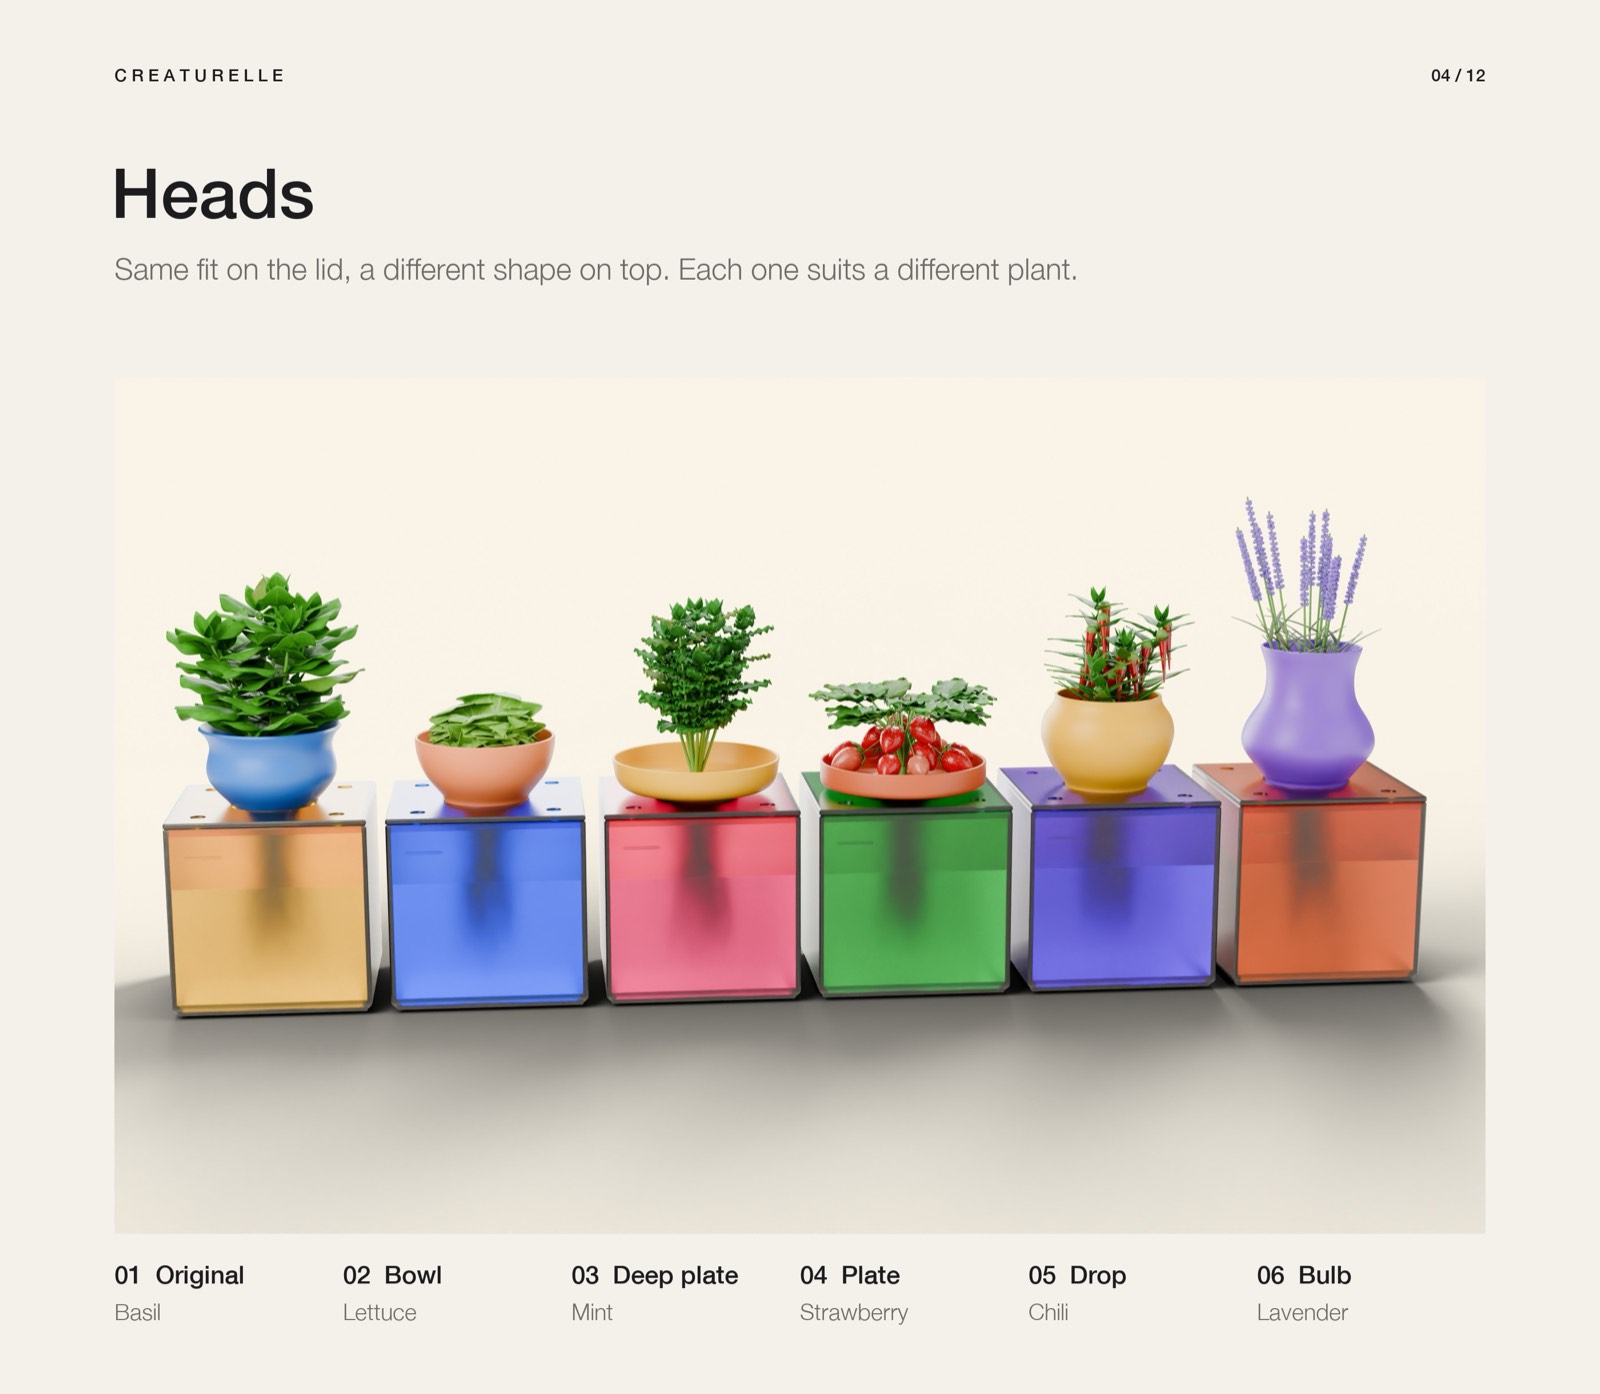 CREATURELLE
04 / 12
Heads
Same fit on the lid, a different shape on top. Each one suits a different plant.
01 Original
Basil
02 Bowl
Lettuce
03 Deep plate
Mint
04 Plate
Strawberry
05 Drop
Chili
06 Bulb
Lavender